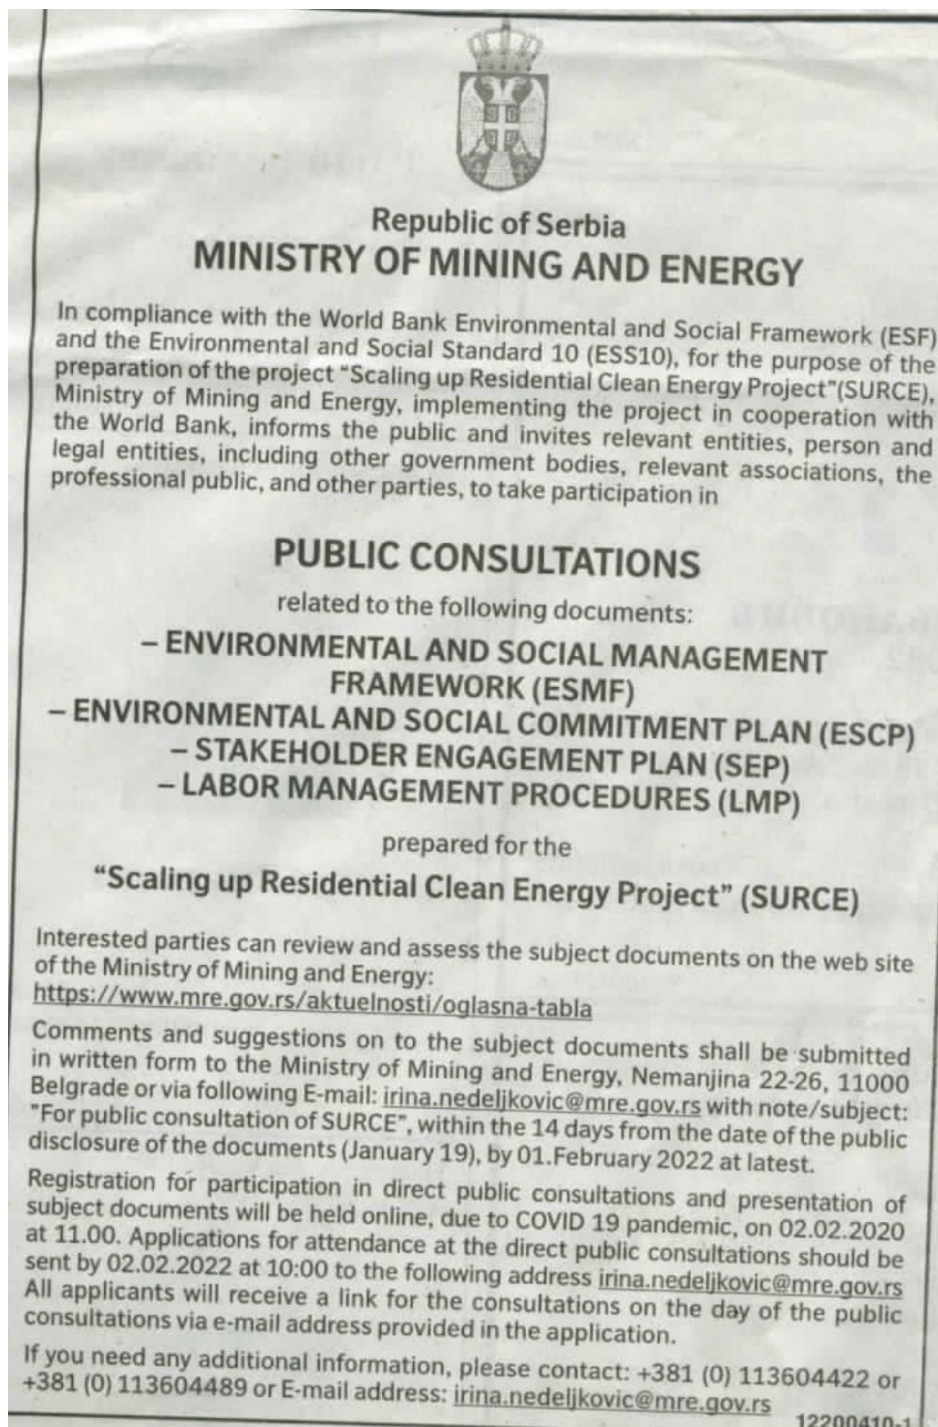 Republic of Serbia
MINISTRY OF MINING AND ENERGY
In compliance with the World Bank Environmental and Social Framework (ESF)
and the Environmental and Social Standard 10 (ESS10), for the purpose of the
preparation of the project “Scaling up Residential Clean Energy Project”(SURCE),
Ministry of Mining and Energy, implementing the project in cooperation with
the World Bank, informs the public and invites relevant entities, person and
legal entities, including other government bodies, relevant associations, the
professional public, and other parties, to take participation in
PUBLIC CONSULTATIONS
related to the following documents:
– ENVIRONMENTAL AND SOCIAL MANAGEMENT
FRAMEWORK (ESMF)
– ENVIRONMENTAL AND SOCIAL COMMITMENT PLAN (ESCP)
– STAKEHOLDER ENGAGEMENT PLAN (SEP)
– LABOR MANAGEMENT PROCEDURES (LMP)
prepared for the
“Scaling up Residential Clean Energy Project” (SURCE)
Interested parties can review and assess the subject documents on the web site
of the Ministry of Mining and Energy:
https://www.mre.gov.rs/aktuelnosti/oglasna-tabla
Comments and suggestions on to the subject documents shall be submitted
in written form to the Ministry of Mining and Energy, Nemanjina 22-26, 11000
Belgrade or via following E-mail: irina.nedeljkovic@mre.gov.rs with note/subject:
"For public consultation of SURCE", within the 14 days from the date of the public
disclosure of the documents (January 19), by 01.February 2022 at latest.
Registration for participation in direct public consultations and presentation of
subject documents will be held online, due to COVID 19 pandemic, on 02.02.2020
at 11.00. Applications for attendance at the direct public consultations should be
sent by 02.02.2022 at 10:00 to the following address irina.nedeljkovic@mre.gov.rs
All applicants will receive a link for the consultations on the day of the public
consultations via e-mail address provided in the application.
If you need any additional information, please contact: +381 (0) 113604422 or
+381 (0) 113604489 or E-mail address: irina.nedeljkovic@mre.gov.rs
12200410-1